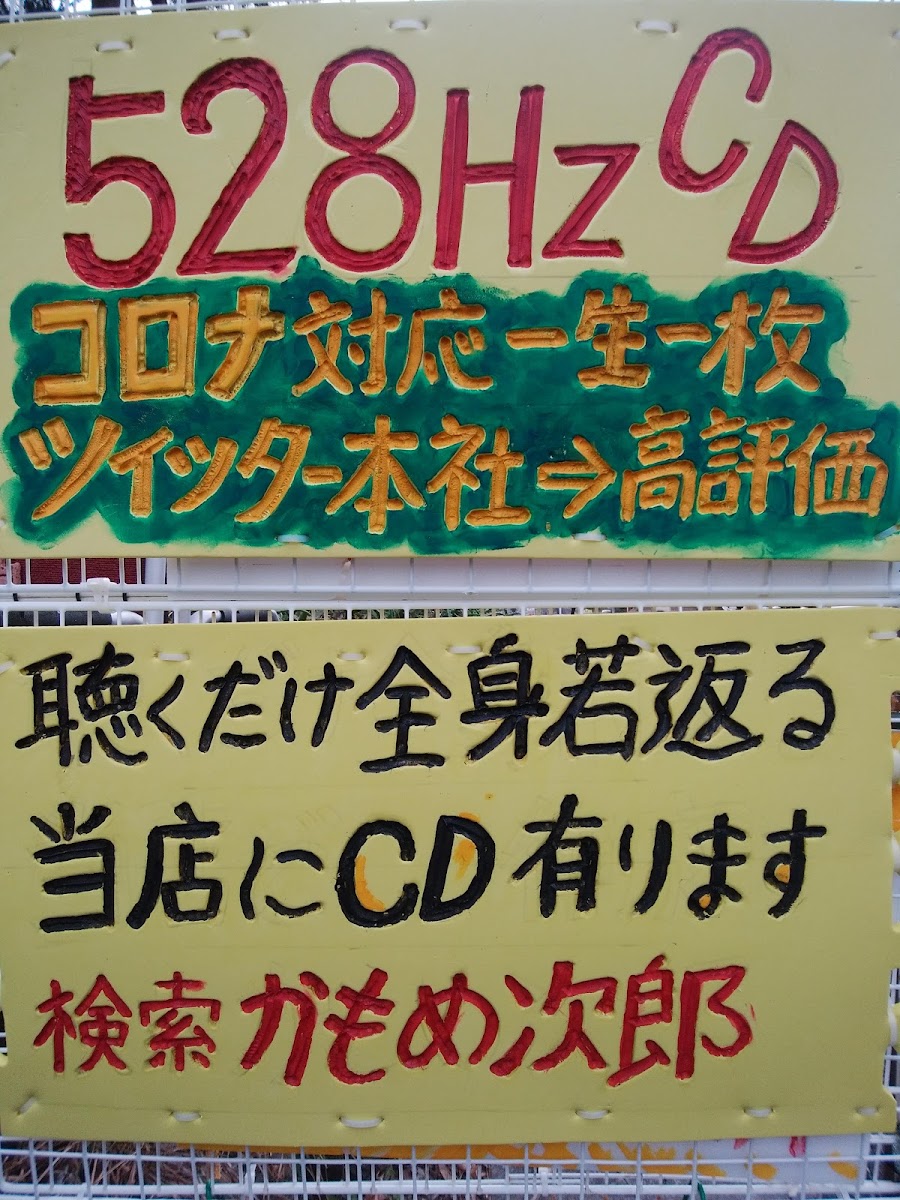 528HzCD
コロナ対応一生一枚
ツイッター本社⇒高評価
聴くだけ全身若返る
当店にCD有ります
検索かもめ次郎